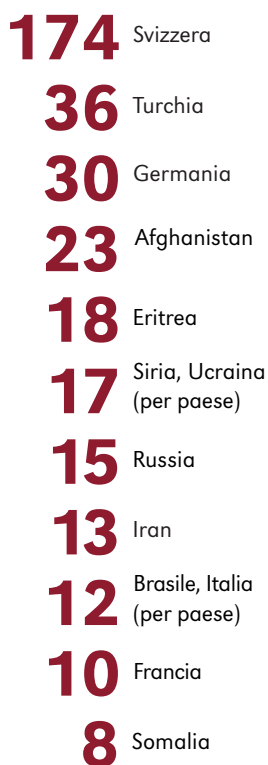 174 Svizzera
36 Turchia
30 Germania
23 Afghanistan
18 Eritrea
17 Siria, Ucraina
(per paese)
15 Russia
13 Iran
12 Brasile, Italia
(per paese)
10 Francia
8 Somalia